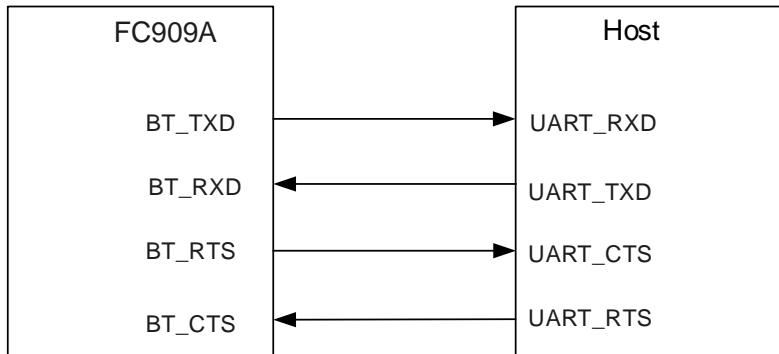 FC909A
Host
BT_TXD
UART_RXD
BT_RXD
UART_TXD
BT_RTS
UART_CTS
BT_CTS
UART_RTS